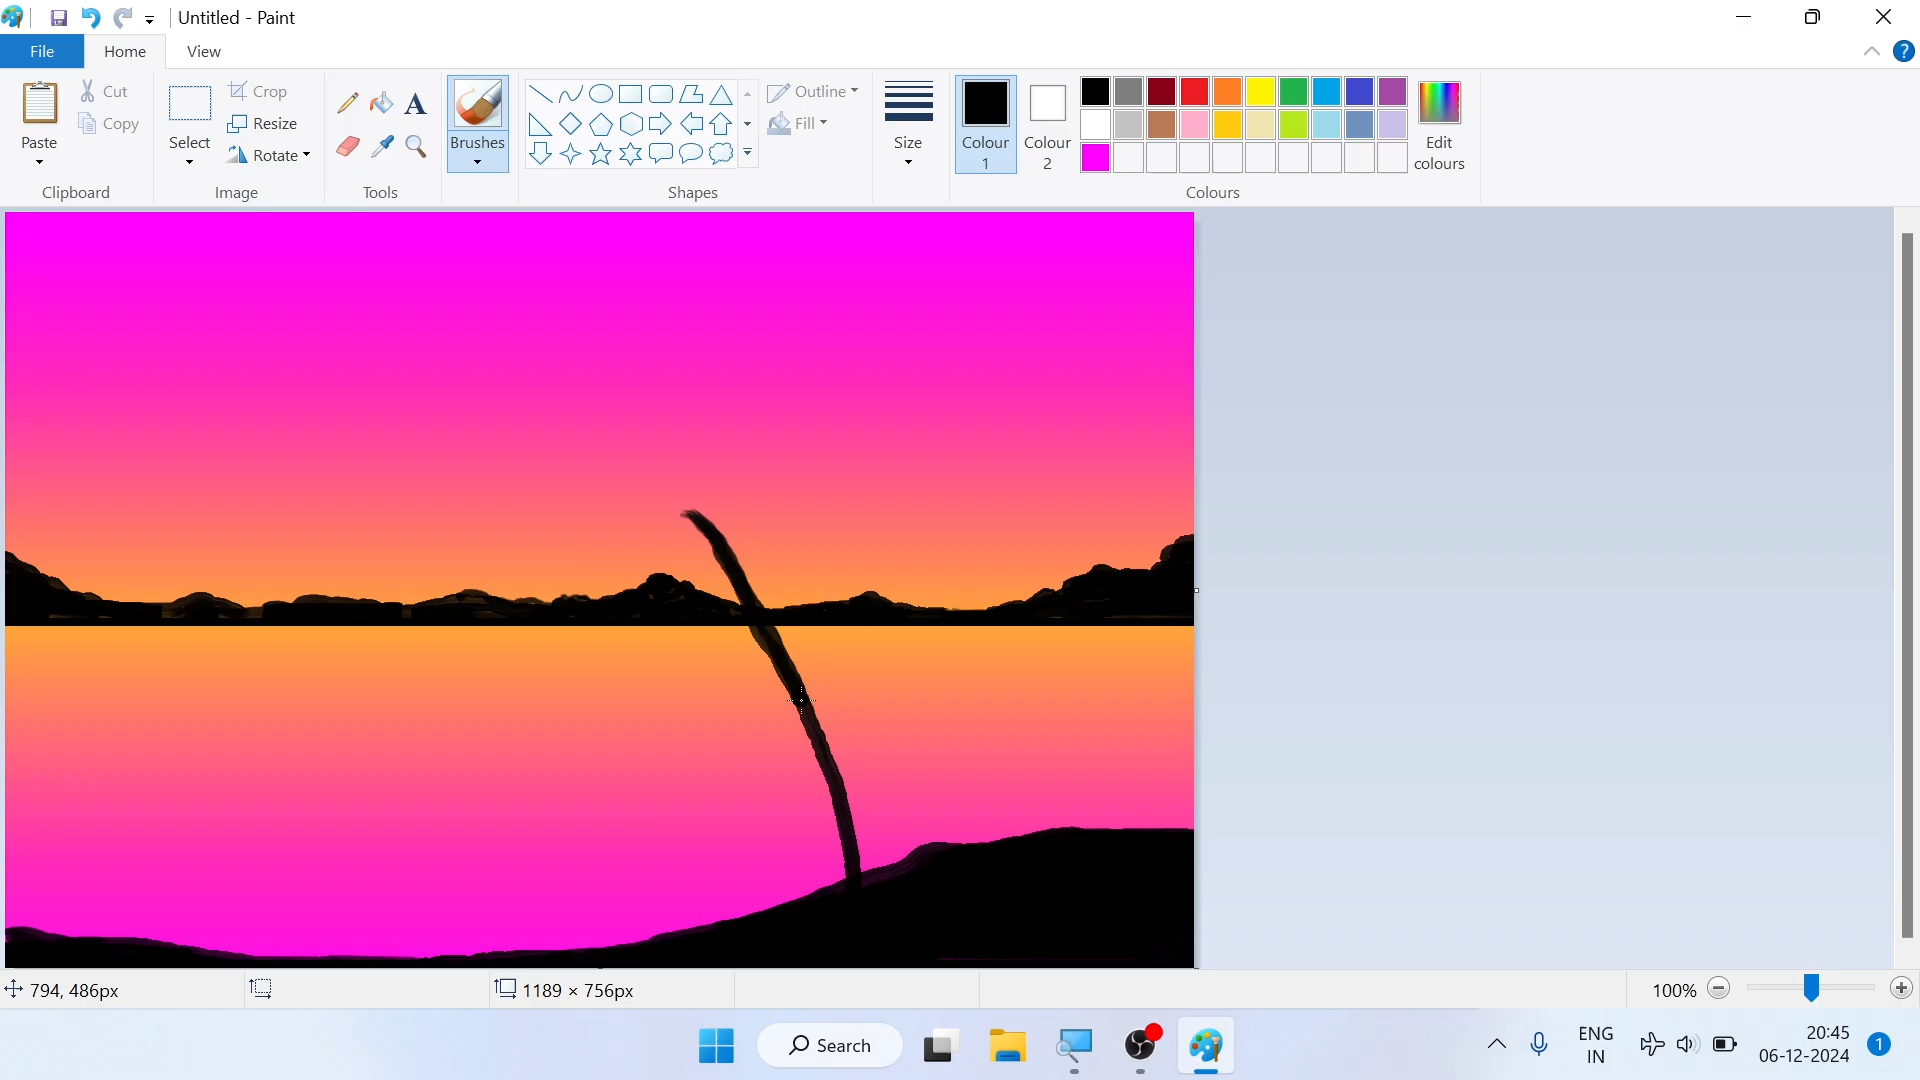 Untitled - Paint
File
Home
View
?
Paste
Cut
Copy
Clipboard
Select
Crop
Resize
Rotate
Image
A
Tools
Brushes
Outline
Fill
Shapes
Size
Colour
1
Colour
2
Edit
colours
Colours
794, 486px
1189 × 756px
100%
Search
ENG
IN
20:45
06-12-2024
1